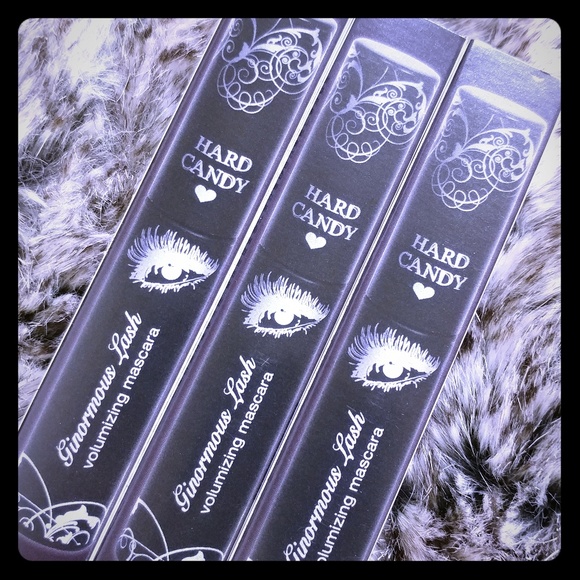 HARD
CANDY
Ginormous Lash
volumizing mascara
HARD
CANDY
Ginormous Lash
volumizing mascara
HARD
CANDY
Ginormous Lash
volumizing mascara